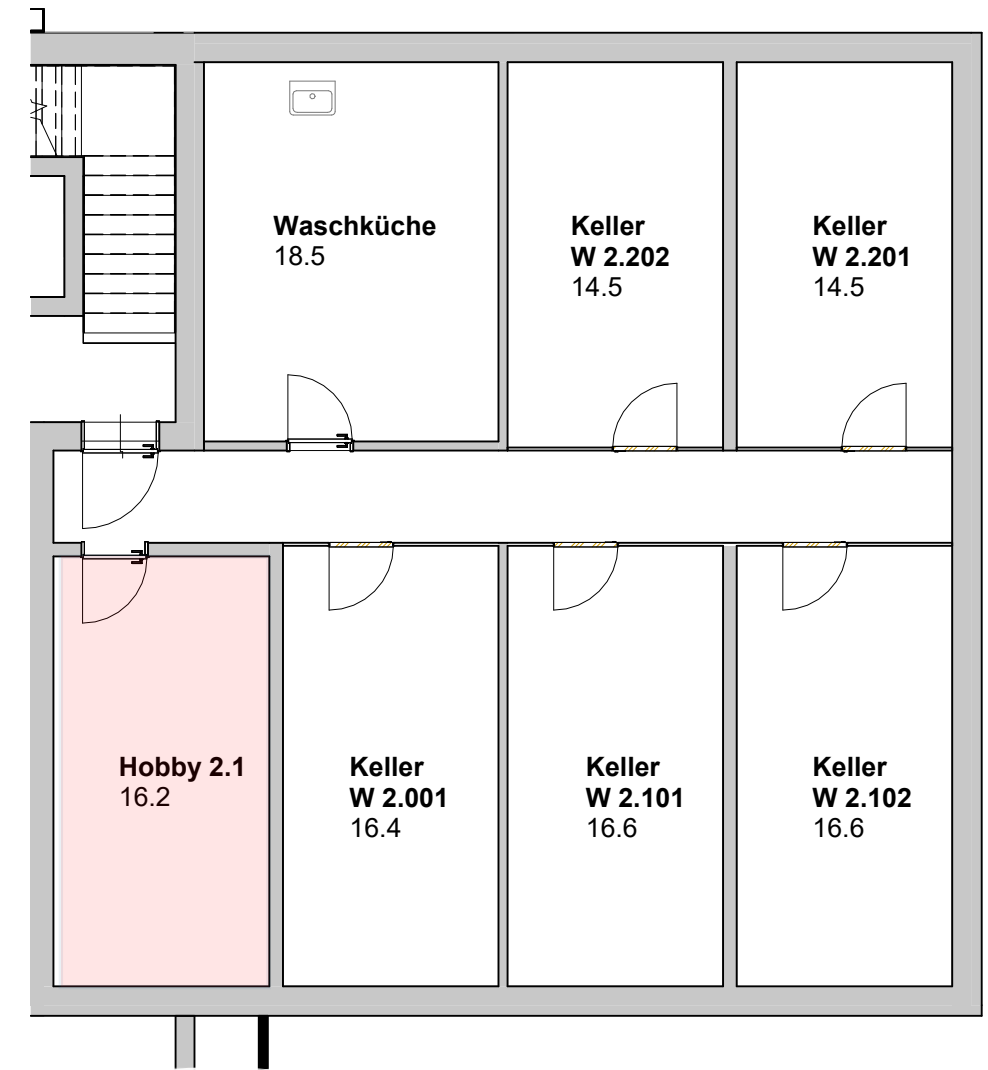 Waschküche
18.5
Keller
W 2.202
14.5
Keller
W 2.201
14.5
Hobby 2.1
16.2
Keller
W 2.001
16.4
Keller
W 2.101
16.6
Keller
W 2.102
16.6